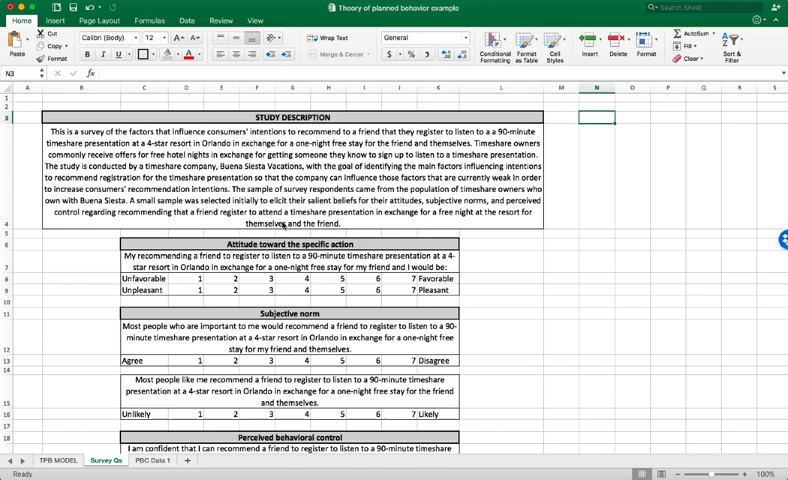 Theory of planned behavior example
Search Sheet
Home Insert Page Layout Formulas Data Review View
Paste Cut Copy Format Calibri (Body) 12 A A Wrap Text General AutoSum Fill Clear
B I U A Merge & Center $ % Conditional Formatting Format as Table Cell Styles Insert Delete Format Sort & Filter
N3 fx
A B C D E F G H I J K L M N O P Q R S
1
2
3 STUDY DESCRIPTION
This is a survey of the factors that influence consumers' intentions to recommend to a friend that they register to listen to a a 90-minute
timeshare presentation at a 4-star resort in Orlando in exchange for a one-night free stay for the friend and themselves. Timeshare owners
commonly receive offers for free hotel nights in exchange for getting someone they know to sign up to listen to a timeshare presentation.
The study is conducted by a timeshare company, Buena Siesta Vacations, with the goal of identifying the main factors influencing intentions
to recommend registration for the timeshare presentation so that the company can influence those factors that are currently weak in order
to increase consumers' recommendation intentions. The sample of survey respondents came from the population of timeshare owners who
own with Buena Siesta. A small sample was selected initially to elicit their salient beliefs for their attitudes, subjective norms, and perceived
control regarding recommending that a friend register to attend a timeshare presentation in exchange for a free night at the resort for
4 themselves and the friend.
5
6 Attitude toward the specific action
My recommending a friend to register to listen to a 90-minute timeshare presentation at a 4-
7 star resort in Orlando in exchange for a one-night free stay for my friend and I would be:
8 Unfavorable 1 2 3 4 5 6 7 Favorable
9 Unpleasant 1 2 3 4 5 6 7 Pleasant
10
11 Subjective norm
Most people who are important to me would recommend a friend to register to listen to a 90-
minute timeshare presentation at a 4-star resort in Orlando in exchange for a one-night free
12 stay for my friend and themselves.
13 Agree 1 2 3 4 5 6 7 Disagree
14
Most people like me recommend a friend to register to listen to a 90-minute timeshare
presentation at a 4-star resort in Orlando in exchange for a one-night free stay for the friend
15 and themselves.
16 Unlikely 1 2 3 4 5 6 7 Likely
17
18 Perceived behavioral control
I am confident that I can recommend a friend to register to listen to a 90-minute timeshare
TPB MODEL Survey Qs PBC Data 1 +
Ready 100%